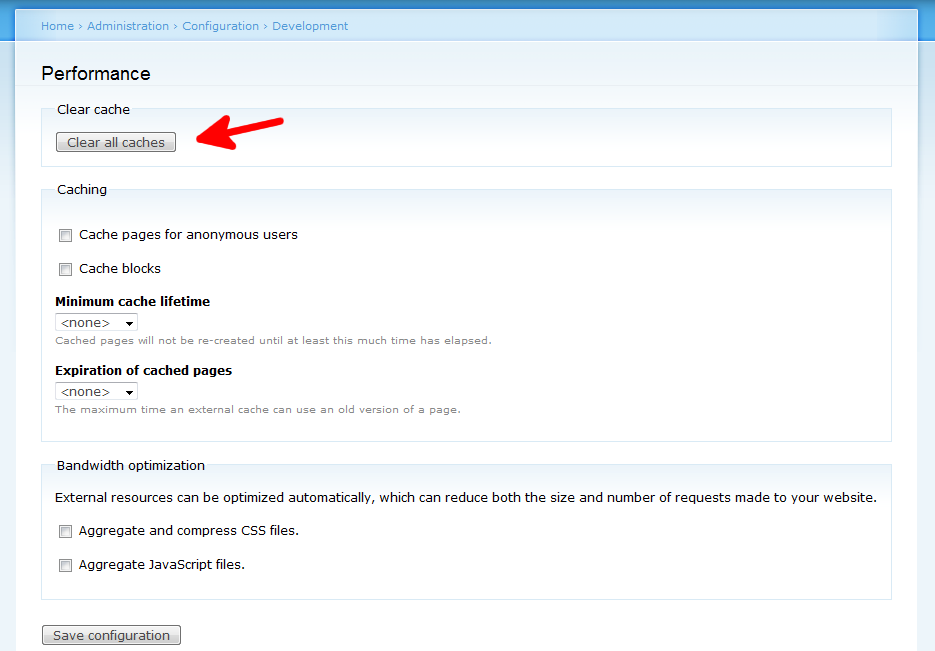 Home › Administration › Configuration › Development
Performance
Clear cache
Clear all caches
Caching
Cache pages for anonymous users
Cache blocks
Minimum cache lifetime
<none>
Cached pages will not be re-created until at least this much time has elapsed.
Expiration of cached pages
<none>
The maximum time an external cache can use an old version of a page.
Bandwidth optimization
External resources can be optimized automatically, which can reduce both the size and number of requests made to your website.
Aggregate and compress CSS files.
Aggregate JavaScript files.
Save configuration